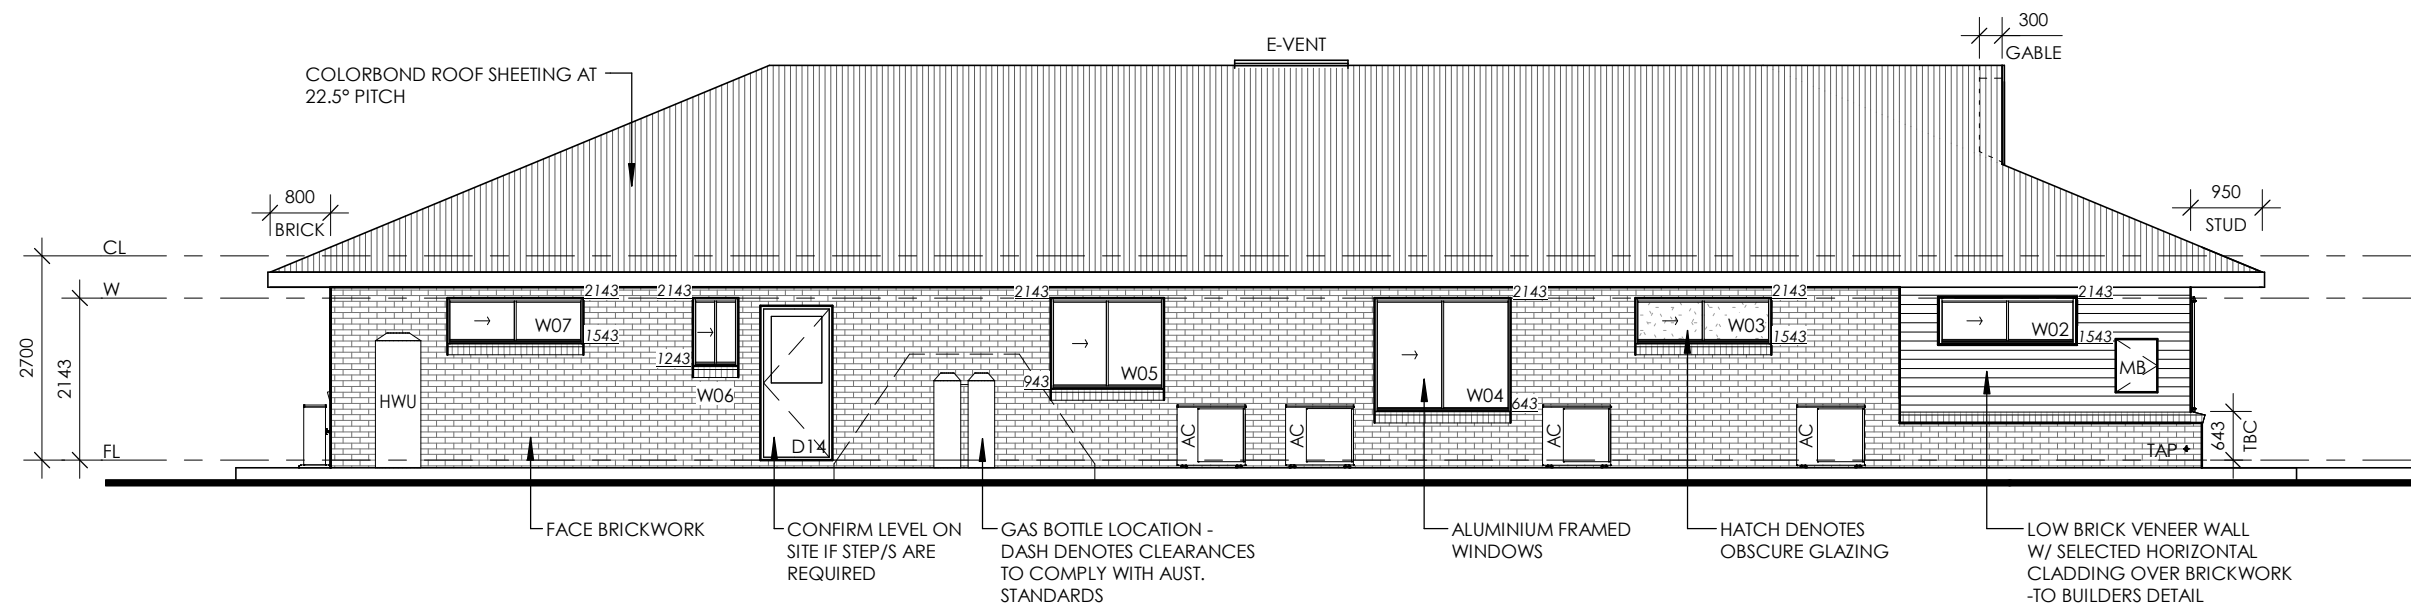 300
E-VENT
GABLE
COLORBOND ROOF SHEETING AT
22.5° PITCH
800
BRICK
950
STUD
CL
W
FL
2700
2143
2143
W07
1543
2143
1243
W06
HWU
D14
2143
943
W05
2143
W04
643
2143
W03
1543
2143
W02
1543
MB
AC
AC
AC
AC
TAP
643
TBC
FACE BRICKWORK
CONFIRM LEVEL ON
SITE IF STEP/S ARE
REQUIRED
GAS BOTTLE LOCATION -
DASH DENOTES CLEARANCES
TO COMPLY WITH AUST.
STANDARDS
ALUMINIUM FRAMED
WINDOWS
HATCH DENOTES
OBSCURE GLAZING
LOW BRICK VENEER WALL
W/ SELECTED HORIZONTAL
CLADDING OVER BRICKWORK
-TO BUILDERS DETAIL